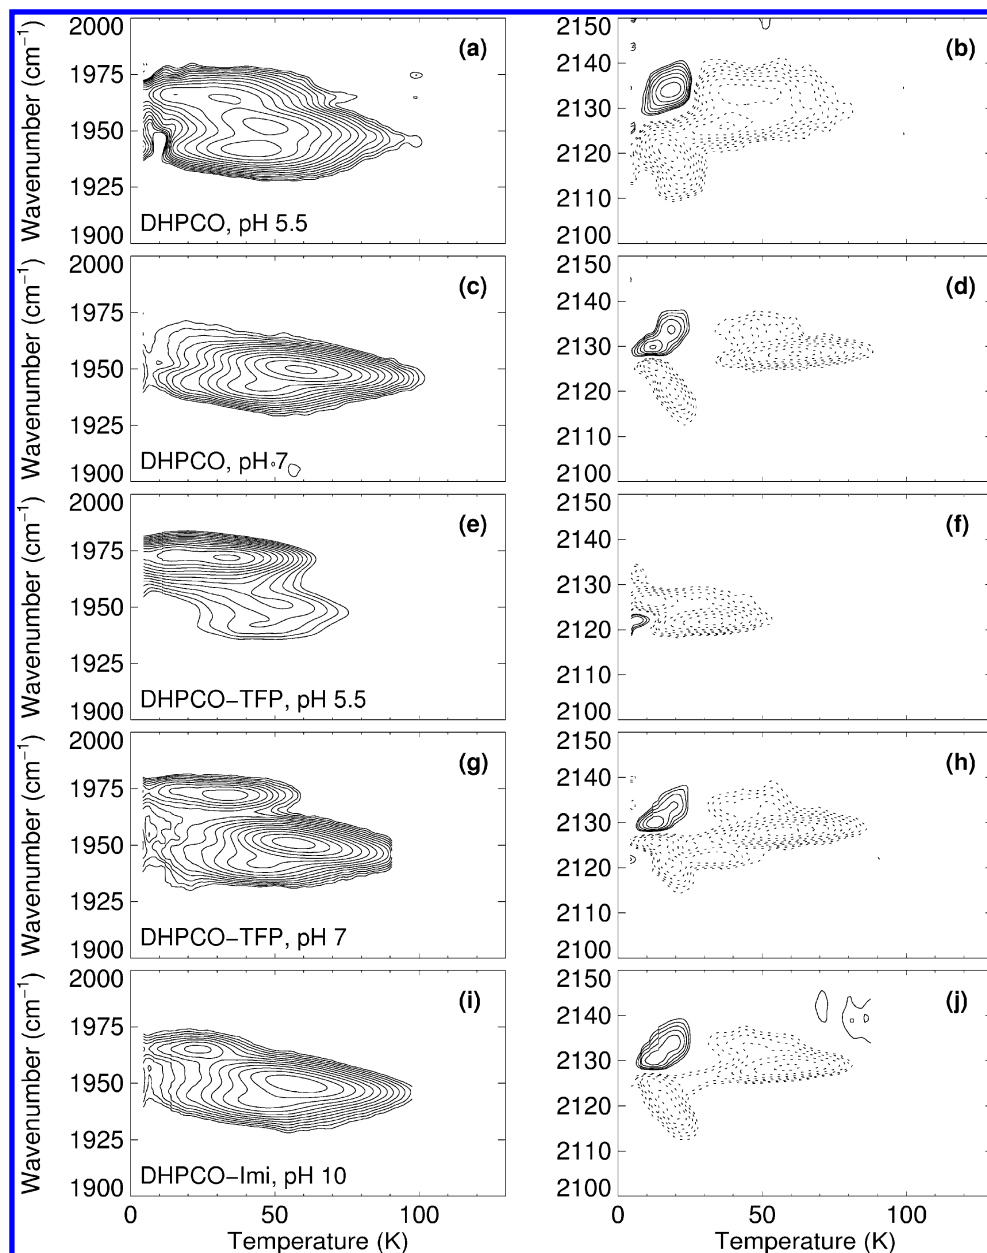 Wavenumber (cm⁻¹)
2000
1975
1950
1925
1900
(a)
DHPCO, pH 5.5
2150
2140
2130
2120
2110
2100
(b)
Wavenumber (cm⁻¹)
2000
1975
1950
1925
1900
(c)
DHPCO, pH 7
2150
2140
2130
2120
2110
2100
(d)
Wavenumber (cm⁻¹)
2000
1975
1950
1925
1900
(e)
DHPCO−TFP, pH 5.5
2150
2140
2130
2120
2110
2100
(f)
Wavenumber (cm⁻¹)
2000
1975
1950
1925
1900
(g)
DHPCO−TFP, pH 7
2150
2140
2130
2120
2110
2100
(h)
Wavenumber (cm⁻¹)
2000
1975
1950
1925
1900
(i)
DHPCO−Imi, pH 10
0 50 100
Temperature (K)
2150
2140
2130
2120
2110
2100
(j)
0 50 100
Temperature (K)